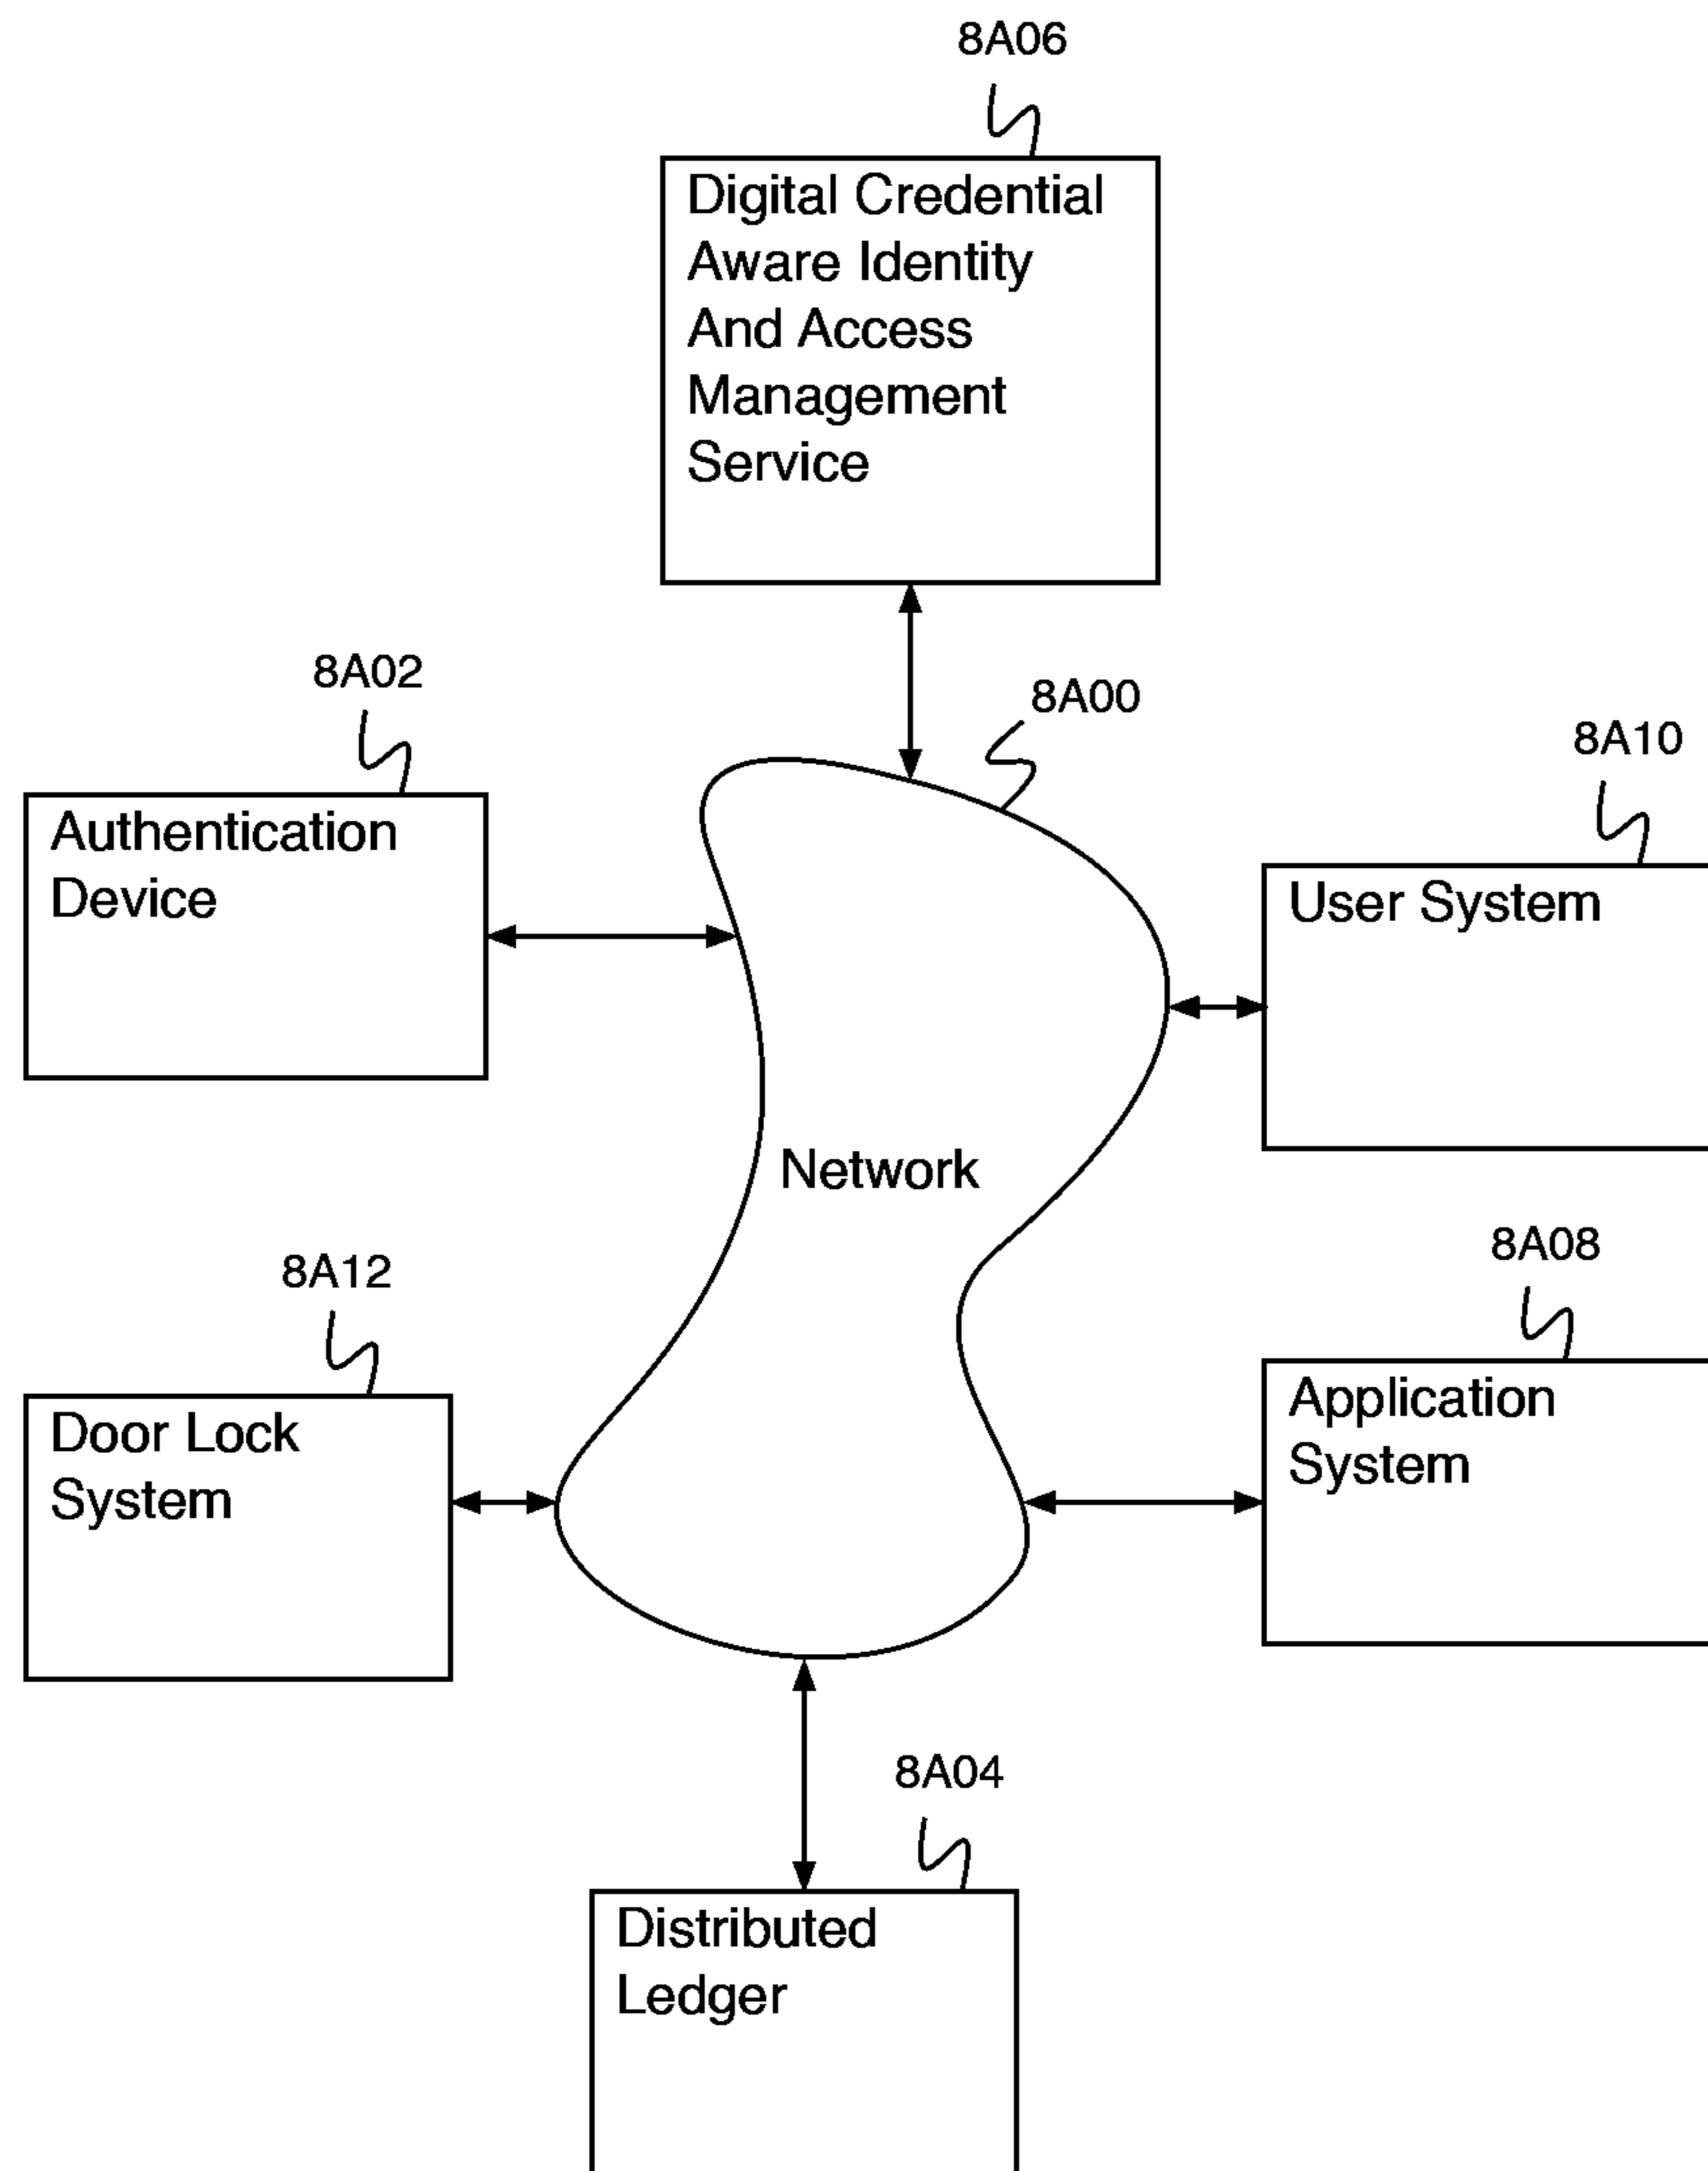 8A06
Digital Credential
Aware Identity
And Access
Management
Service
8A02
8A00
8A10
Authentication
Device
User System
Network
8A12
8A08
Door Lock
System
Application
System
8A04
Distributed
Ledger